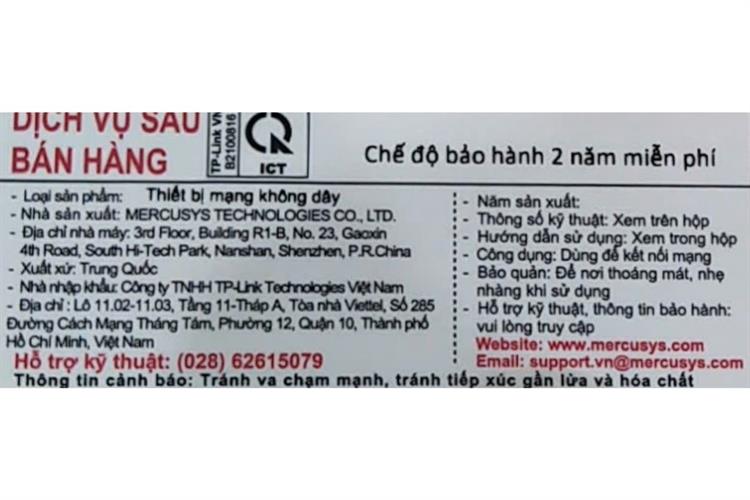 DỊCH VỤ SAU
BÁN HÀNG
TP-Link VN
B2100816
ICT
Chế độ bảo hành 2 năm miễn phí
- Loại sản phẩm: Thiết bị mạng không dây
- Nhà sản xuất: MERCUSYS TECHNOLOGIES CO., LTD.
- Địa chỉ nhà máy: 3rd Floor, Building R1-B, No. 23, Gaoxin
4th Road, South Hi-Tech Park, Nanshan, Shenzhen, P.R.China
- Xuất xứ: Trung Quốc
- Nhà nhập khẩu: Công ty TNHH TP-Link Technologies Việt Nam
- Địa chỉ : Lô 11.02-11.03, Tầng 11-Tháp A, Tòa nhà Viettel, Số 285
Đường Cách Mạng Tháng Tám, Phường 12, Quận 10, Thành phố
Hồ Chí Minh, Việt Nam
Hỗ trợ kỹ thuật: (028) 62615079
- Năm sản xuất:
- Thông số kỹ thuật: Xem trên hộp
- Hướng dẫn sử dụng: Xem trong hộp
- Công dụng: Dùng để kết nối mạng
- Bảo quản: Để nơi thoáng mát, nhẹ
nhàng khi sử dụng
- Hỗ trợ kỹ thuật, thông tin bảo hành:
vui lòng truy cập
Website: www.mercusys.com
Email: support.vn@mercusys.com
Thông tin cảnh báo: Tránh va chạm mạnh, tránh tiếp xúc gần lửa và hóa chất